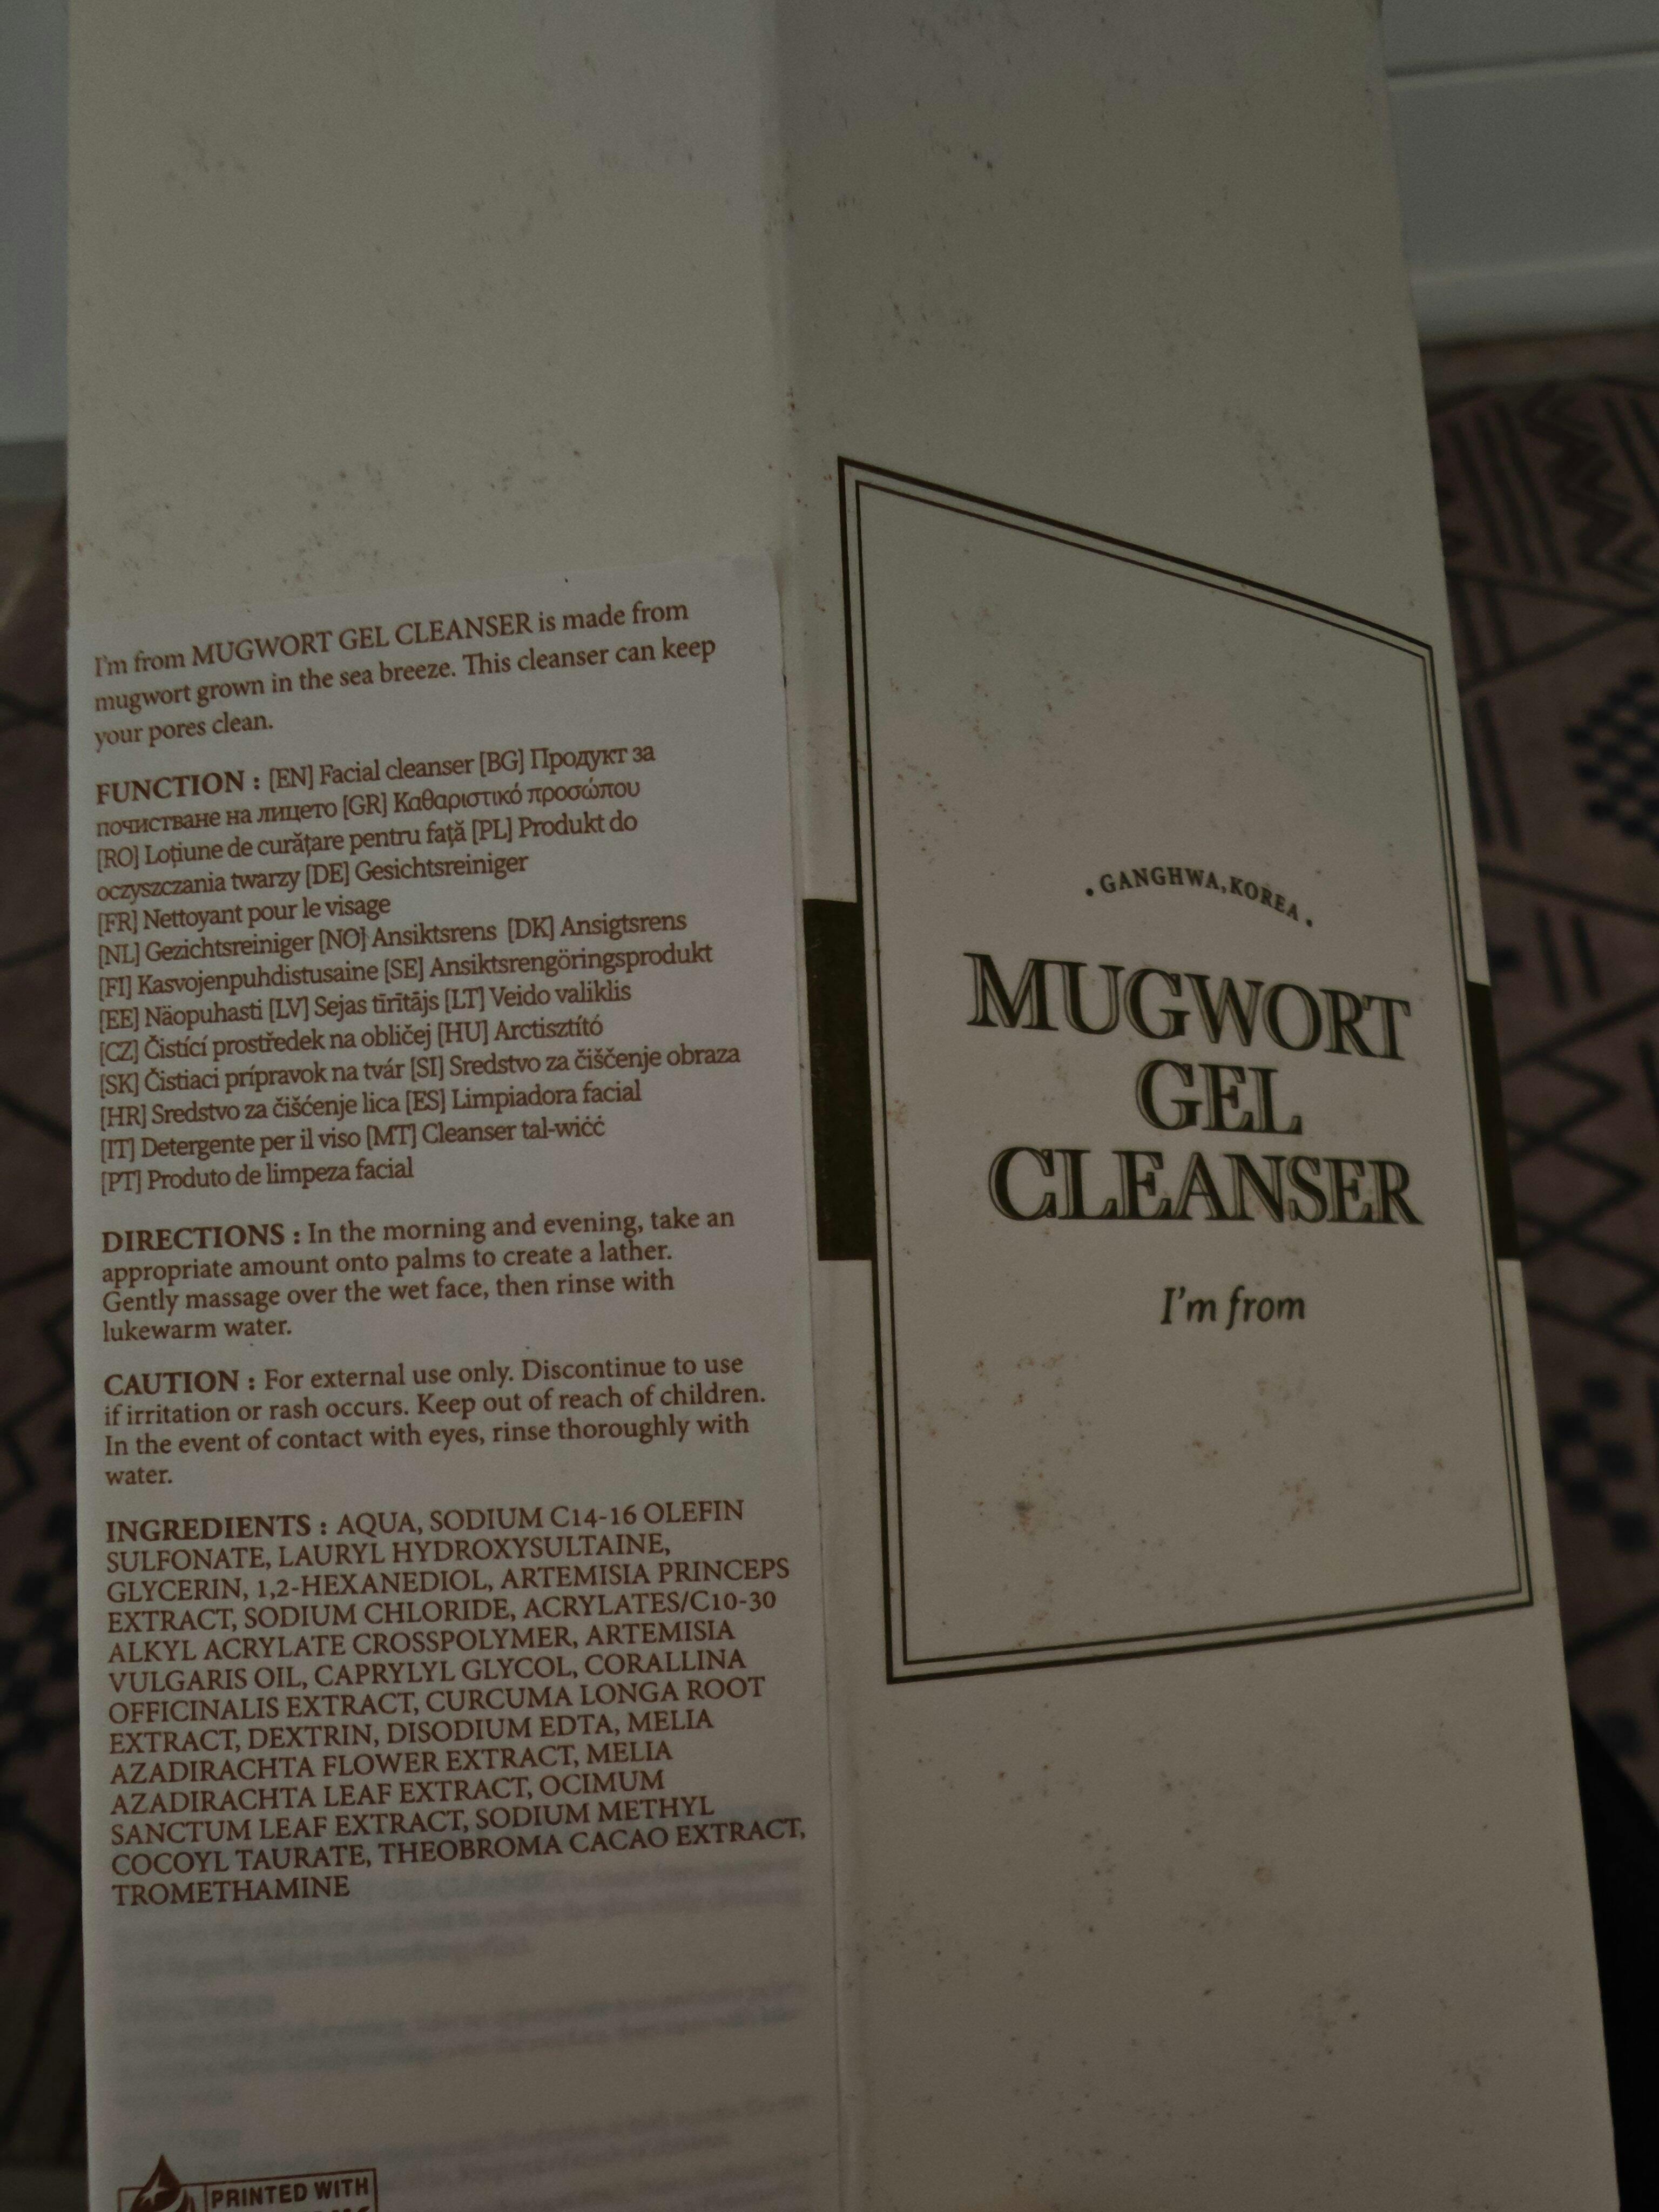 I'm from MUGWORT GEL CLEANSER is made from
mugwort grown in the sea breeze. This cleanser can keep
your pores clean.
FUNCTION : [EN] Facial cleanser [BG] Продукт за
почистване на лицето [GR] Καθαριστικό προσώπου
[RO] Loțiune de curățare pentru față [PL] Produkt do
oczyszczania twarzy [DE] Gesichtsreiniger
[FR] Nettoyant pour le visage
[NL] Gezichtsreiniger [NO] Ansiktsrens [DK] Ansigtsrens
[FI] Kasvojenpuhdistusaine [SE] Ansiktsrengöringsprodukt
[EE] Näopuhasti [LV] Sejas tīrītājs [LT] Veido valiklis
[CZ] Čistící prostředek na obličej [HU] Arctisztító
[SK] Čistiaci prípravok na tvár [SI] Sredstvo za čiščenje obraza
[HR] Sredstvo za čišćenje lica [ES] Limpiadora facial
[IT] Detergente per il viso [MT] Cleanser tal-wiċċ
[PT] Produto de limpeza facial
DIRECTIONS : In the morning and evening, take an
appropriate amount onto palms to create a lather.
Gently massage over the wet face, then rinse with
lukewarm water.
CAUTION : For external use only. Discontinue to use
if irritation or rash occurs. Keep out of reach of children.
In the event of contact with eyes, rinse thoroughly with
water.
INGREDIENTS : AQUA, SODIUM C14-16 OLEFIN
SULFONATE, LAURYL HYDROXYSULTAINE,
GLYCERIN, 1,2-HEXANEDIOL, ARTEMISIA PRINCEPS
EXTRACT, SODIUM CHLORIDE, ACRYLATES/C10-30
ALKYL ACRYLATE CROSSPOLYMER, ARTEMISIA
VULGARIS OIL, CAPRYLYL GLYCOL, CORALLINA
OFFICINALIS EXTRACT, CURCUMA LONGA ROOT
EXTRACT, DEXTRIN, DISODIUM EDTA, MELIA
AZADIRACHTA FLOWER EXTRACT, MELIA
AZADIRACHTA LEAF EXTRACT, OCIMUM
SANCTUM LEAF EXTRACT, SODIUM METHYL
COCOYL TAURATE, THEOBROMA CACAO EXTRACT,
TROMETHAMINE
PRINTED WITH
• GANGHWA, KOREA •
MUGWORT
GEL
CLEANSER
I'm from